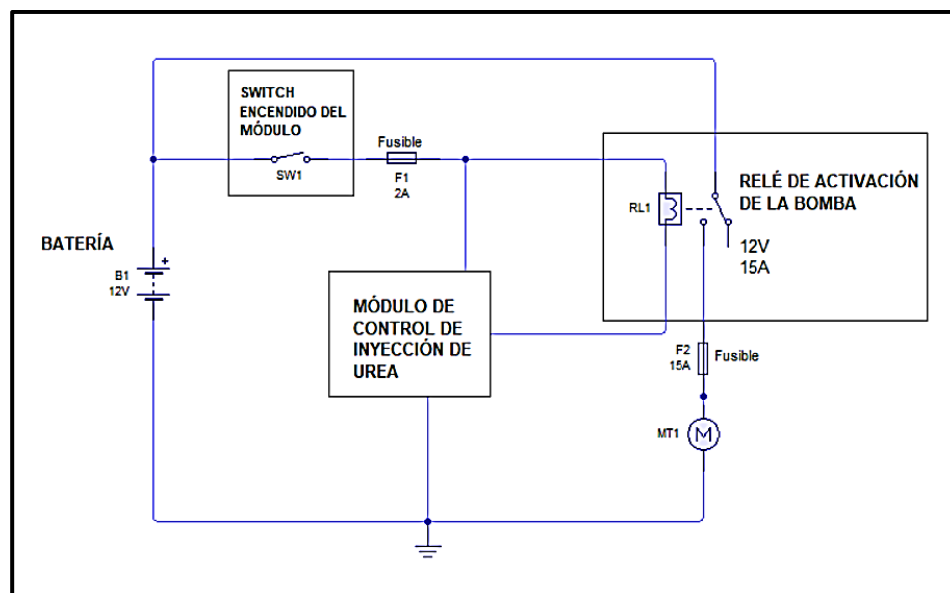 SWITCH
ENCENDIDO DEL
MÓDULO
SW1
Fusible
F1
2A
RL1
RELÉ DE ACTIVACIÓN
DE LA BOMBA
12V
15A
BATERÍA
B1
12V
+
MÓDULO DE
CONTROL DE
INYECCIÓN DE
UREA
F2
15A
Fusible
MT1
M